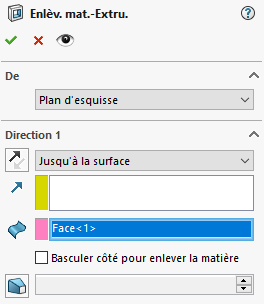 Enlèv. mat.-Extru.
De
Plan d'esquisse
Direction 1
Jusqu'à la surface
Face<1>
Basculer côté pour enlever la matière